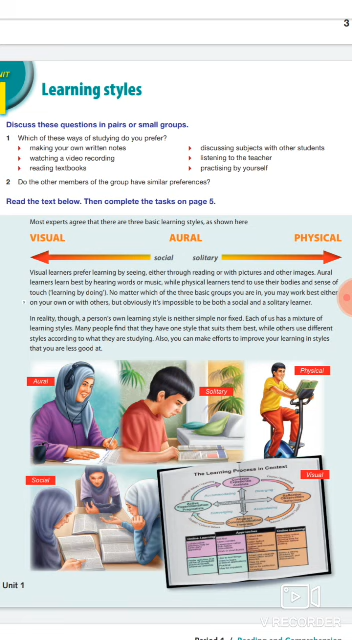 3
UNIT
Learning styles
Discuss these questions in pairs or small groups.
1 Which of these ways of studying do you prefer?
making your own written notes
discussing subjects with other students
watching a video recording
listening to the teacher
reading textbooks
practising by yourself
2 Do the other members of the group have similar preferences?
Read the text below. Then complete the tasks on page 5.
Most experts agree that there are three basic learning styles, as shown here
VISUAL AURAL PHYSICAL
social solitary
Visual learners prefer learning by seeing, either through reading or with pictures and other images. Aural
learners learn best by hearing words or music, while physical learners tend to use their bodies and sense of
touch ('learning by doing'). No matter which of the three basic groups you are in, you may work best either
on your own or with others, but obviously it's impossible to be both a social and a solitary learner.
In reality, though, a person's own learning style is neither simple nor fixed. Each of us has a mixture of
learning styles. Many people find that they have one style that suits them best, while others use different
styles according to what they are studying. Also, you can make efforts to improve your learning in styles
that you are less good at.
Physical
Aural
Solitary
Social
Visual
The Learning Process in Context
Unit 1
V RECORDER
Period 1 / Reading and Comprehension